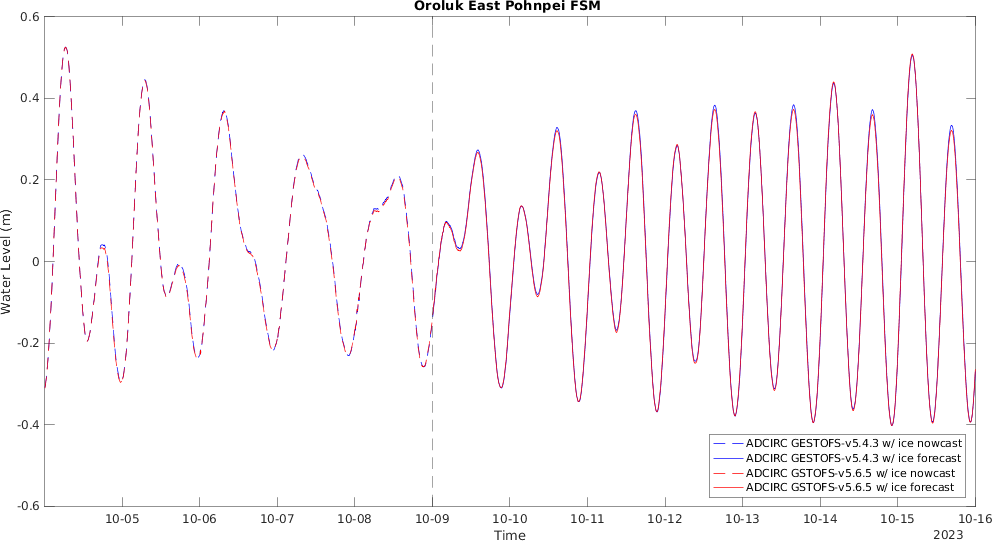 Oroluk East Pohnpei FSM
0.6
0.4
0.2
0
-0.2
-0.4
-0.6
Water Level (m)
ADCIRC GESTOFS-v5.4.3 w/ ice nowcast
ADCIRC GESTOFS-v5.4.3 w/ ice forecast
ADCIRC GSTOFS-v5.6.5 w/ ice nowcast
ADCIRC GSTOFS-v5.6.5 w/ ice forecast
10-05 10-06 10-07 10-08 10-09 10-10 10-11 10-12 10-13 10-14 10-15 10-16
Time
2023